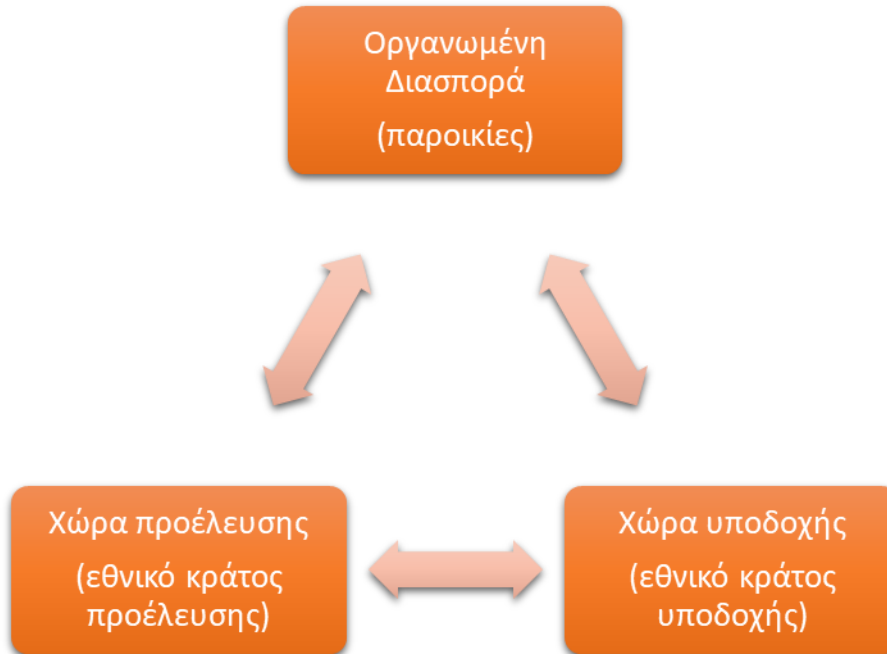 Οργανωμένη
Διασπορά
(παροικίες)
Χώρα προέλευσης
(εθνικό κράτος
προέλευσης)
Χώρα υποδοχής
(εθνικό κράτος
υποδοχής)